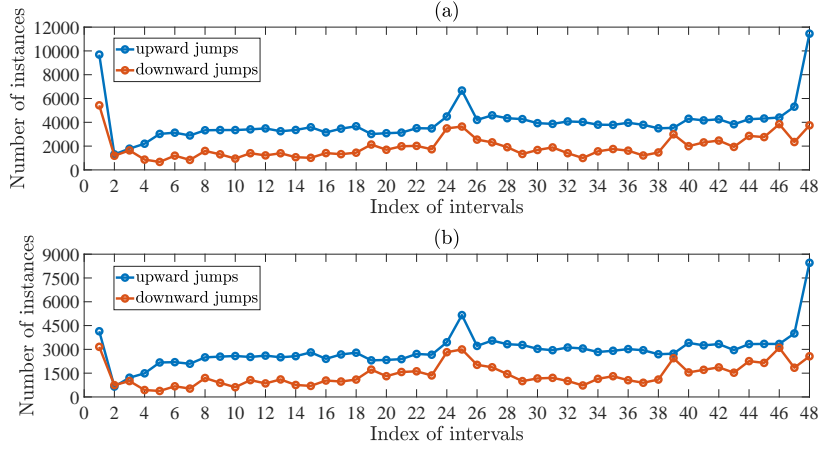 (a)
Number of instances
12000
10000
8000
6000
4000
2000
0
upward jumps
downward jumps
0 2 4 6 8 10 12 14 16 18 20 22 24 26 28 30 32 34 36 38 40 42 44 46 48
Index of intervals
(b)
Number of instances
9000
7500
6000
4500
3000
1500
0
upward jumps
downward jumps
0 2 4 6 8 10 12 14 16 18 20 22 24 26 28 30 32 34 36 38 40 42 44 46 48
Index of intervals